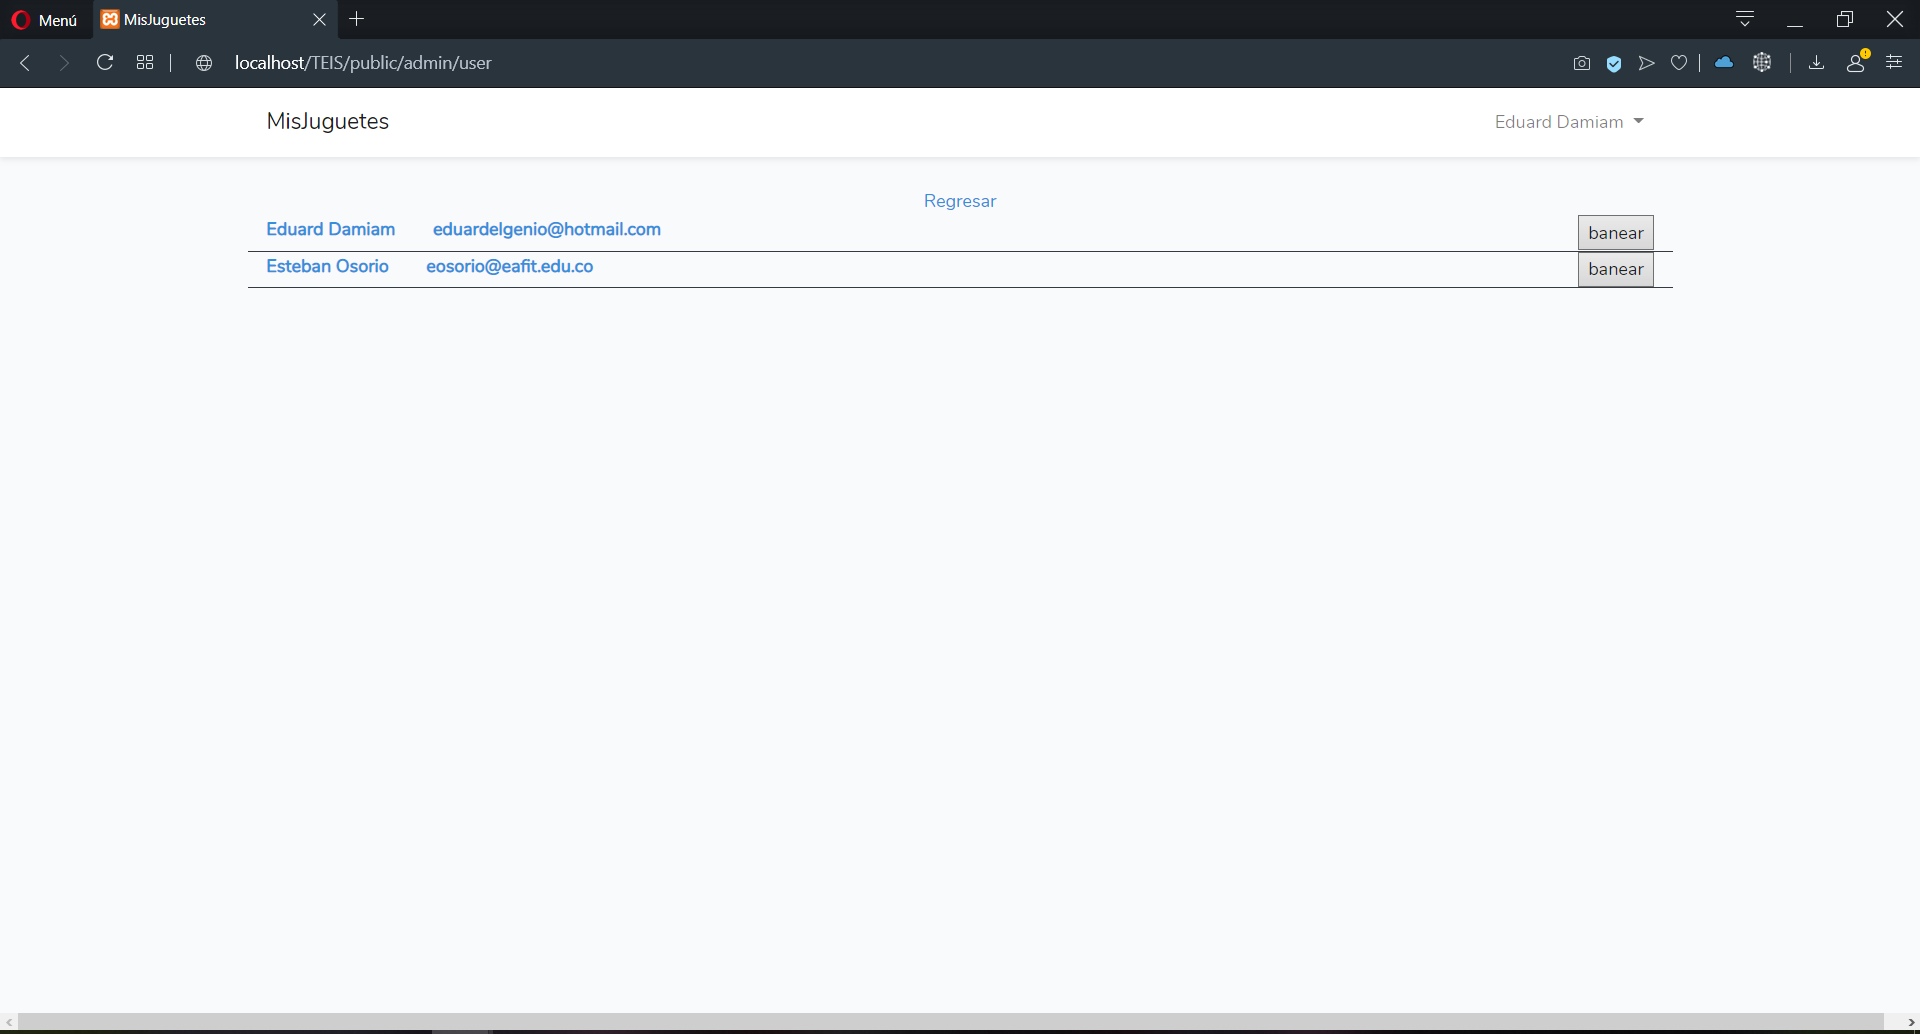 Menú MisJuguetes
localhost/TEIS/public/admin/user
MisJuguetes Eduard Damiam
Regresar
Eduard Damiam eduardelgenio@hotmail.com banear
Esteban Osorio eosorio@eafit.edu.co banear